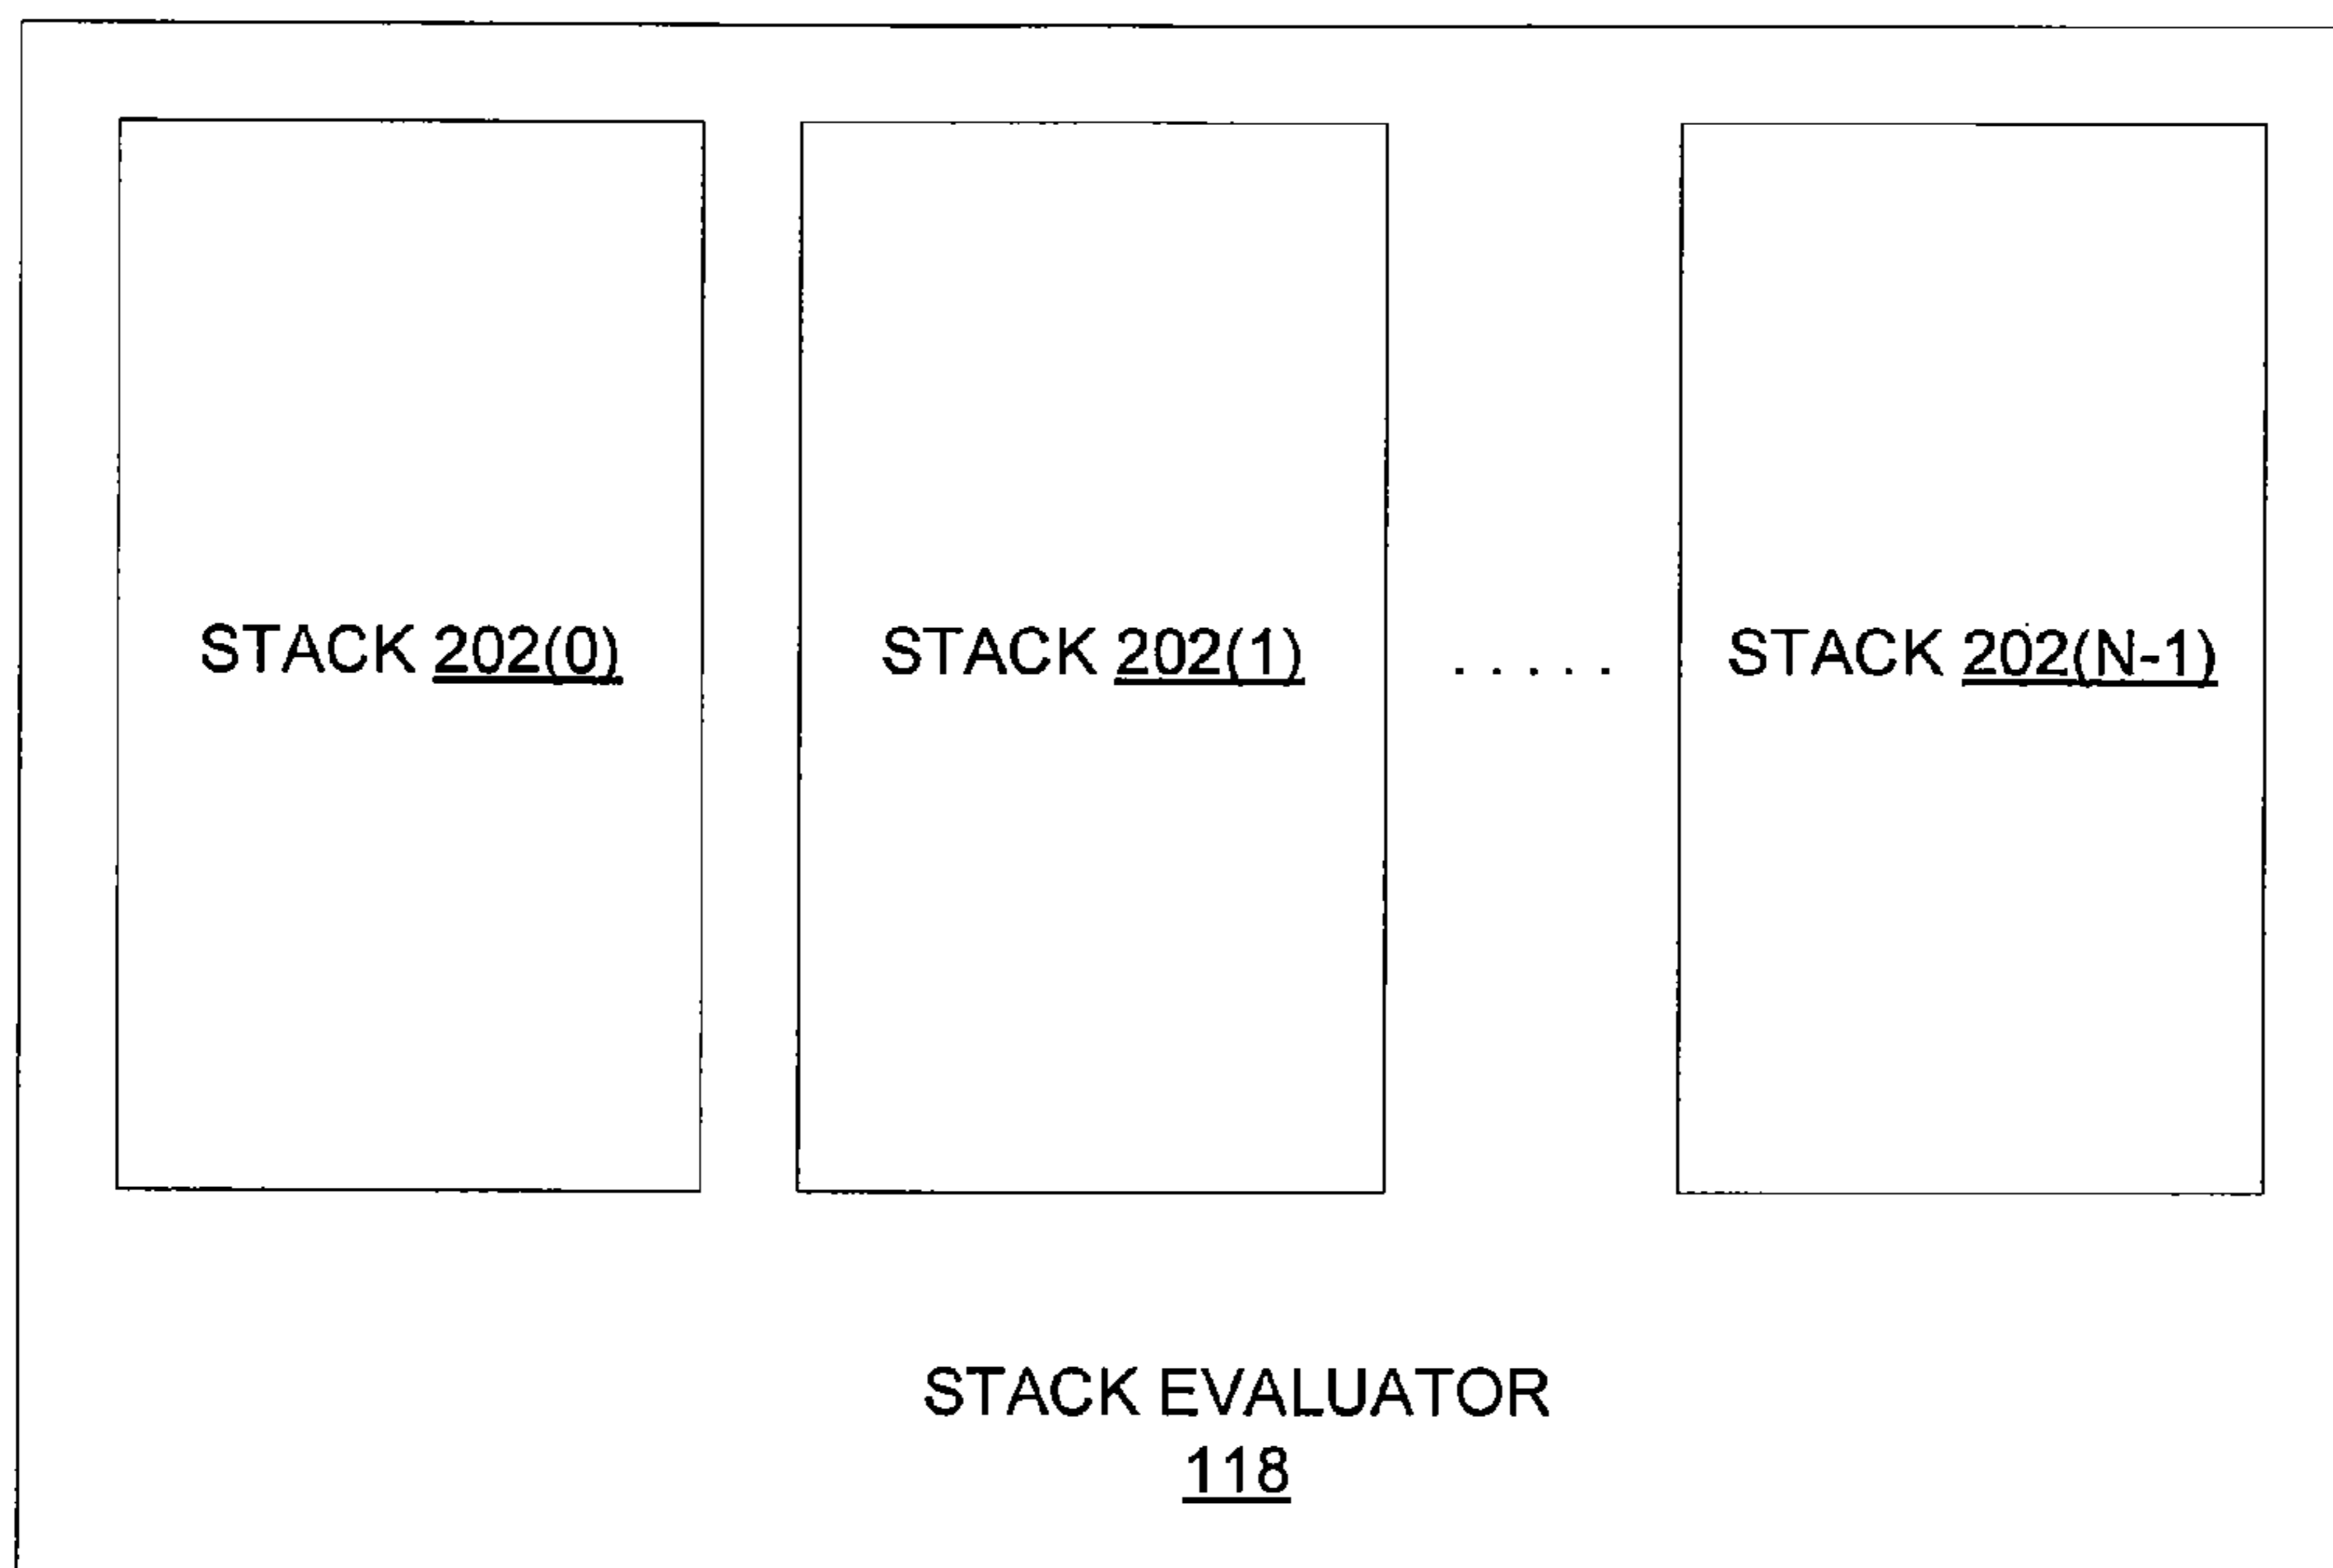 STACK 202(0)
STACK 202(1)
.....
STACK 202(N-1)
STACK EVALUATOR
118